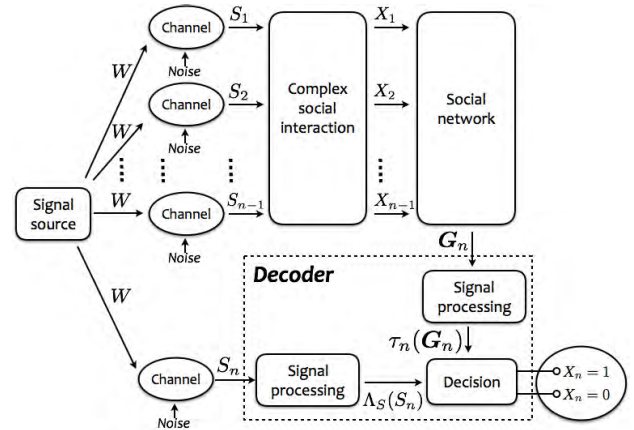 Channel
S₁
X₁
W
Noise
Channel
S₂
Complex
social
interaction
X₂
Social
network
W
Noise
Signal
source
W
Channel
Sₙ₋₁
Xₙ₋₁
Noise
Gₙ
W
Decoder
Signal
processing
τₙ(Gₙ)
Channel
Sₙ
Signal
processing
Λ_S(Sₙ)
Decision
Xₙ = 1
Xₙ = 0
Noise